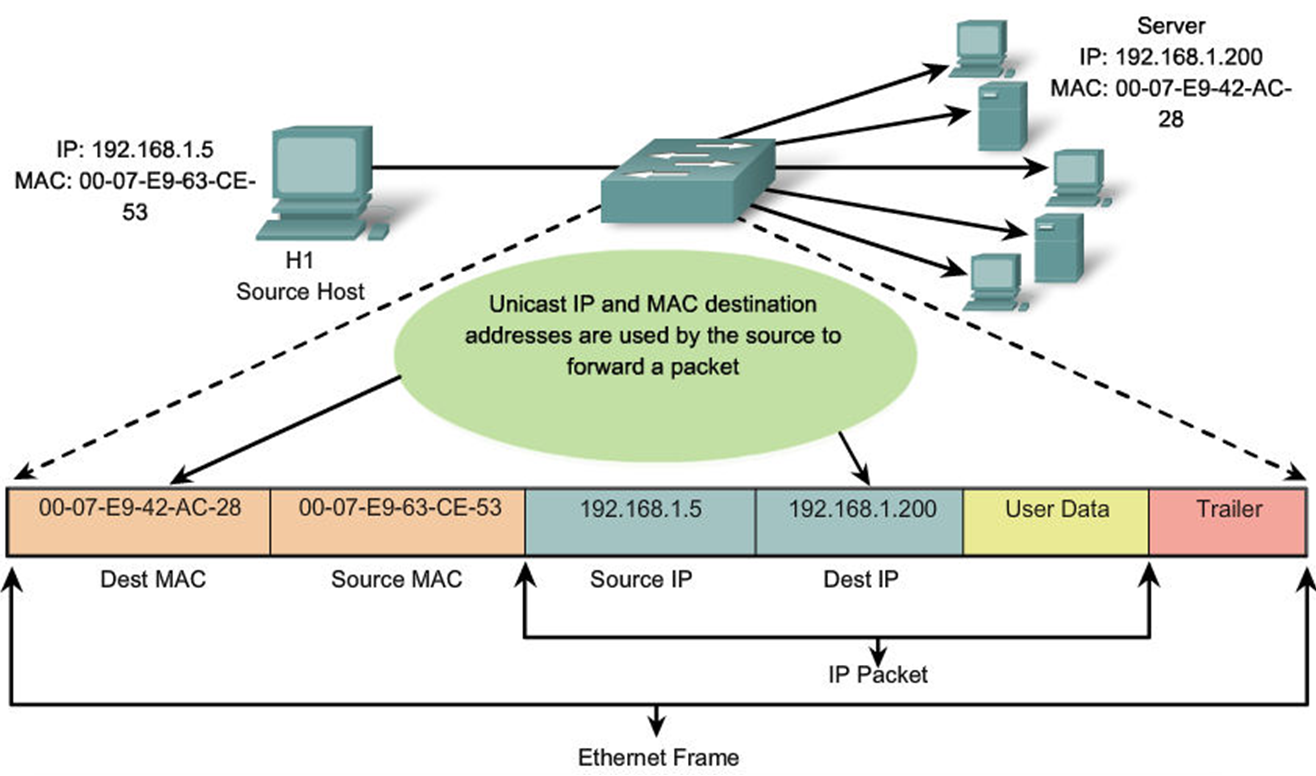 Server
IP: 192.168.1.200
MAC: 00-07-E9-42-AC-
28
IP: 192.168.1.5
MAC: 00-07-E9-63-CE-
53
H1
Source Host
Unicast IP and MAC destination
addresses are used by the source to
forward a packet
00-07-E9-42-AC-28 00-07-E9-63-CE-53 192.168.1.5 192.168.1.200 User Data Trailer
Dest MAC Source MAC Source IP Dest IP
IP Packet
Ethernet Frame